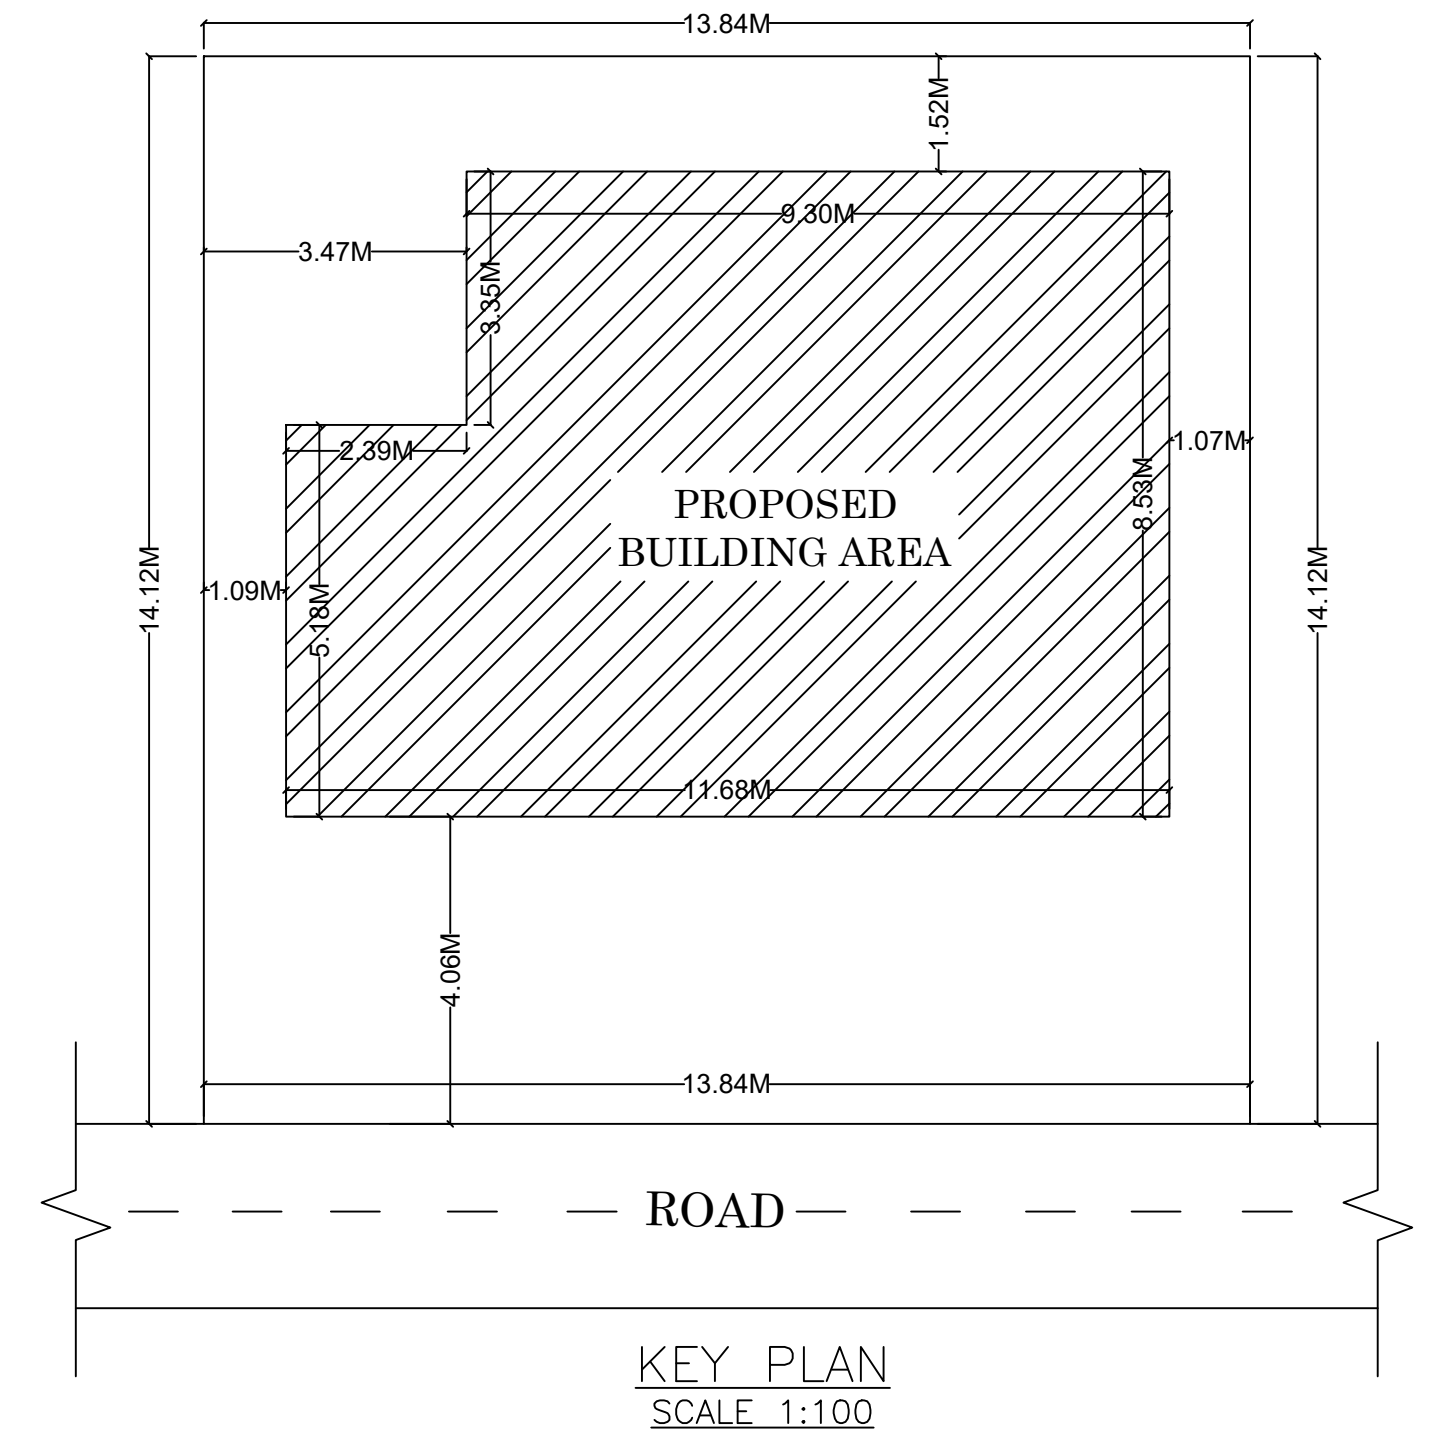 13.84M
1.52M
9.30M
3.47M
3.35M
2.39M
1.07M
8.53M
PROPOSED
BUILDING AREA
14.12M
14.12M
1.09M
5.18M
11.68M
4.06M
13.84M
ROAD
KEY PLAN
SCALE 1:100